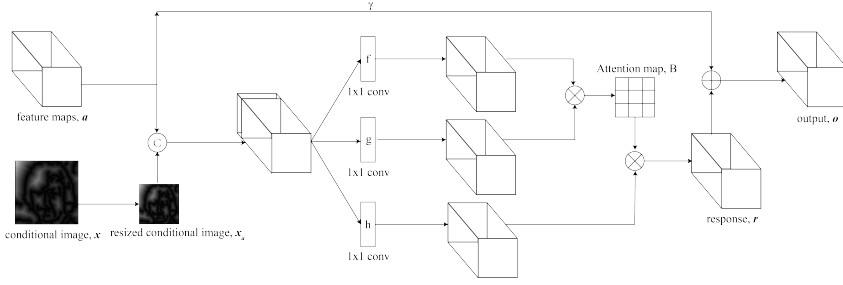 γ
feature maps, a
C
conditional image, x
resized conditional image, xₐ
f
1x1 conv
g
1x1 conv
h
1x1 conv
Attention map, B
response, r
output, o